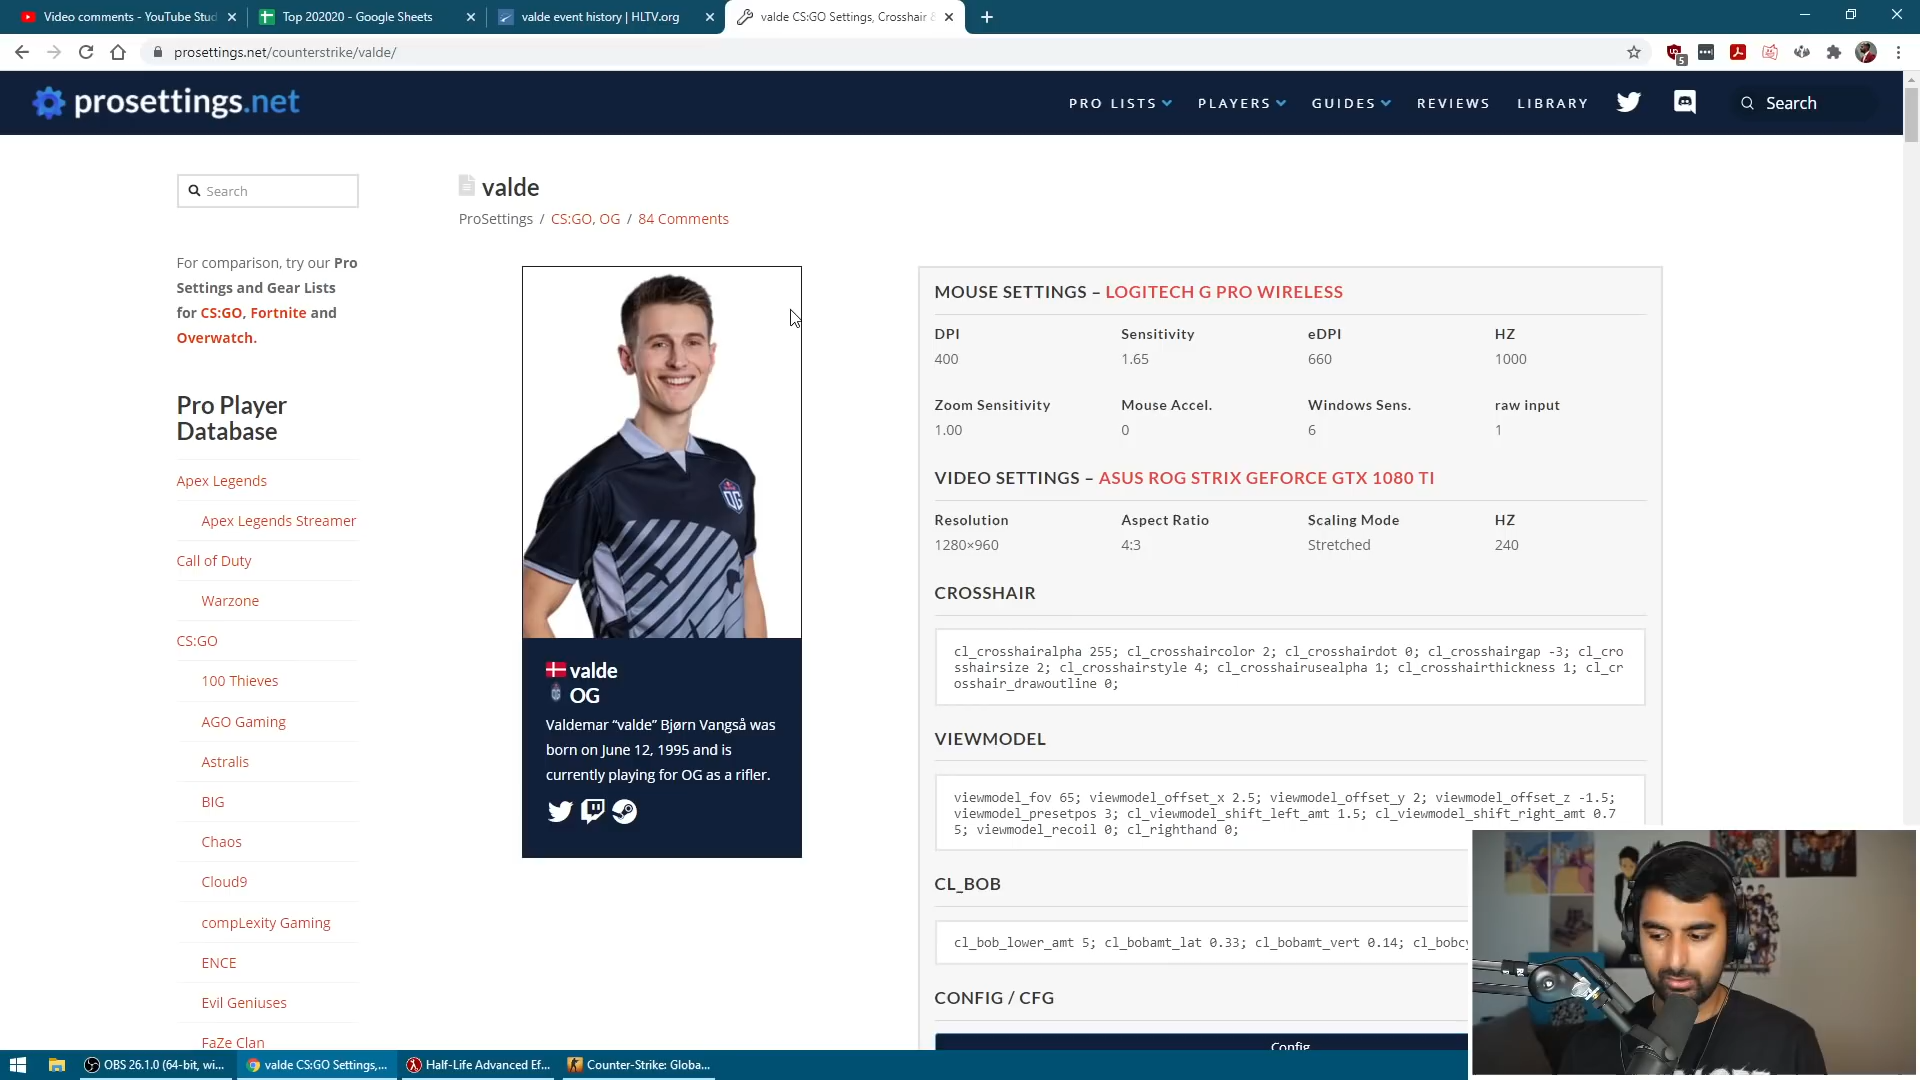 Video comments - YouTube Stud
Top 202020 - Google Sheets
valde event history | HLTV.org
valde CS:GO Settings, Crosshair &
prosettings.net/counterstrike/valde/
5
prosettings.net
PRO LISTS
PLAYERS
GUIDES
REVIEWS
LIBRARY
Search
Search
For comparison, try our Pro
Settings and Gear Lists
for CS:GO, Fortnite and
Overwatch.
Pro Player
Database
Apex Legends
Apex Legends Streamer
Call of Duty
Warzone
CS:GO
100 Thieves
AGO Gaming
Astralis
BIG
Chaos
Cloud9
compLexity Gaming
ENCE
Evil Geniuses
FaZe Clan
valde
ProSettings / CS:GO, OG / 84 Comments
OG
valde
OG
Valdemar “valde” Bjørn Vangså was
born on June 12, 1995 and is
currently playing for OG as a rifler.
MOUSE SETTINGS – LOGITECH G PRO WIRELESS
DPI Sensitivity eDPI HZ
400 1.65 660 1000
Zoom Sensitivity Mouse Accel. Windows Sens. raw input
1.00 0 6 1
VIDEO SETTINGS – ASUS ROG STRIX GEFORCE GTX 1080 TI
Resolution Aspect Ratio Scaling Mode HZ
1280×960 4:3 Stretched 240
CROSSHAIR
cl_crosshairalpha 255; cl_crosshaircolor 2; cl_crosshairdot 0; cl_crosshairgap -3; cl_cro
sshairsize 2; cl_crosshairstyle 4; cl_crosshairusealpha 1; cl_crosshairthickness 1; cl_cr
osshair_drawoutline 0;
VIEWMODEL
viewmodel_fov 65; viewmodel_offset_x 2.5; viewmodel_offset_y 2; viewmodel_offset_z -1.5;
viewmodel_presetpos 3; cl_viewmodel_shift_left_amt 1.5; cl_viewmodel_shift_right_amt 0.7
5; viewmodel_recoil 0; cl_righthand 0;
CL_BOB
cl_bob_lower_amt 5; cl_bobamt_lat 0.33; cl_bobamt_vert 0.14; cl_bobcy
CONFIG / CFG
Config
OBS 26.1.0 (64-bit, wi...
valde CS:GO Settings,...
Half-Life Advanced Ef...
Counter-Strike: Globa...